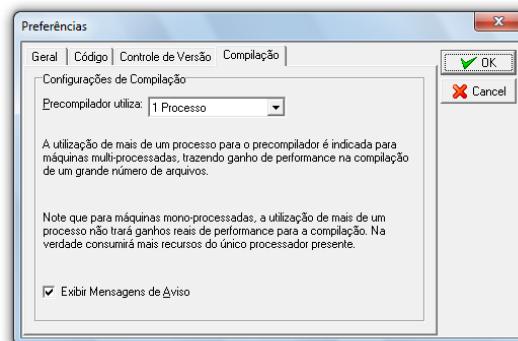 Preferências
Geral Código Controle de Versão Compilação
OK
Cancel
Configurações de Compilação
Precompilador utiliza: 1 Processo
A utilização de mais de um processo para o precompilador é indicada para
máquinas multi-processadas, trazendo ganho de performance na compilação
de um grande número de arquivos.
Note que para máquinas mono-processadas, a utilização de mais de um
processo não trará ganhos reais de performance para a compilação. Na
verdade consumirá mais recursos do único processador presente.
Exibir Mensagens de Aviso